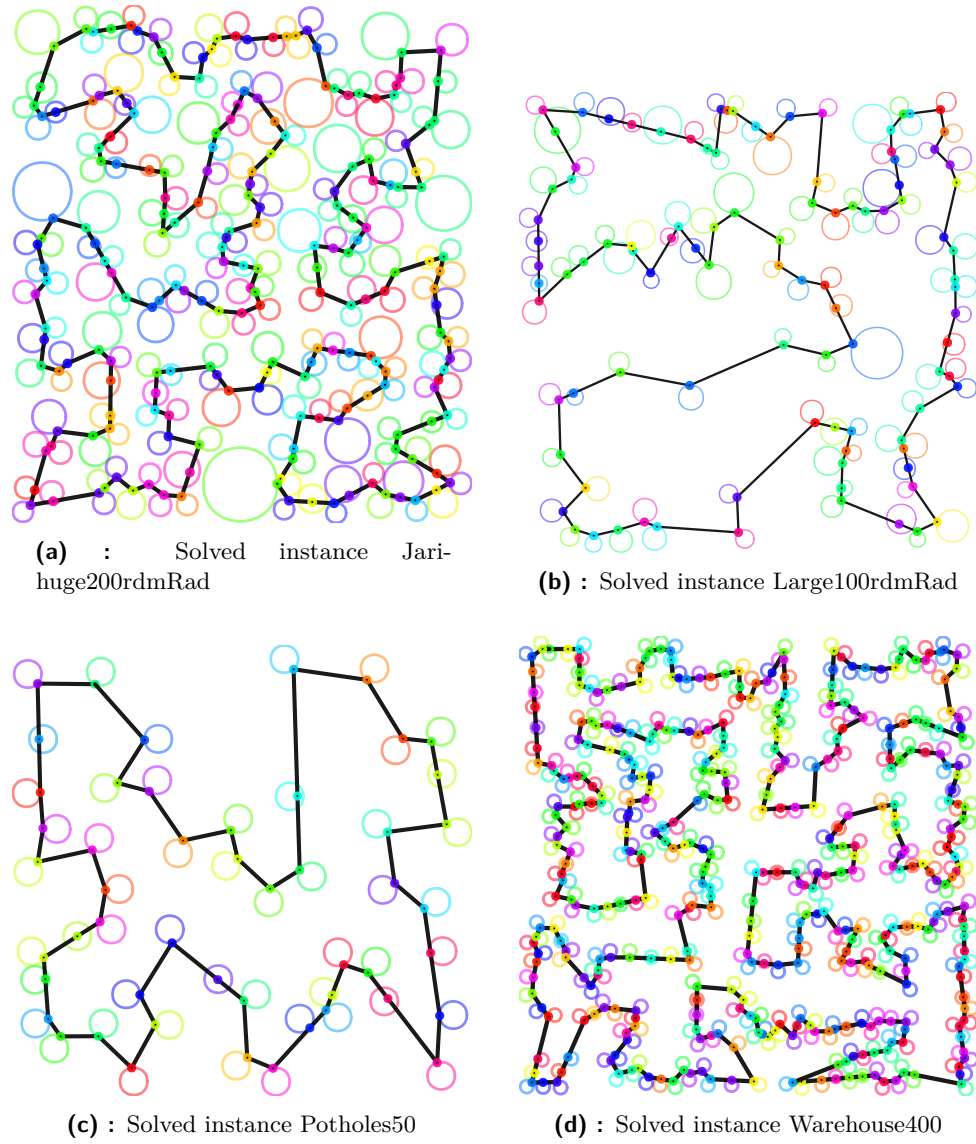 (a) : Solved instance Jari-
huge200rdmRad
(b) : Solved instance Large100rdmRad
(c) : Solved instance Potholes50
(d) : Solved instance Warehouse400